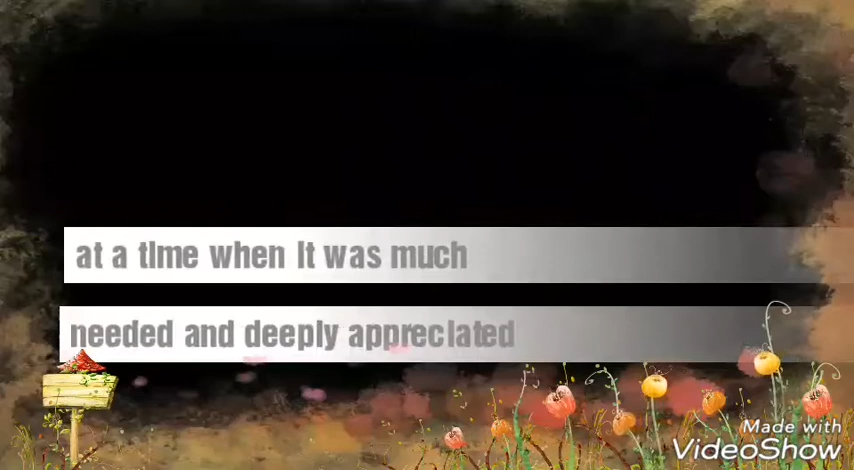 at a time when it was much
needed and deeply appreciated
Made with
VideoShow